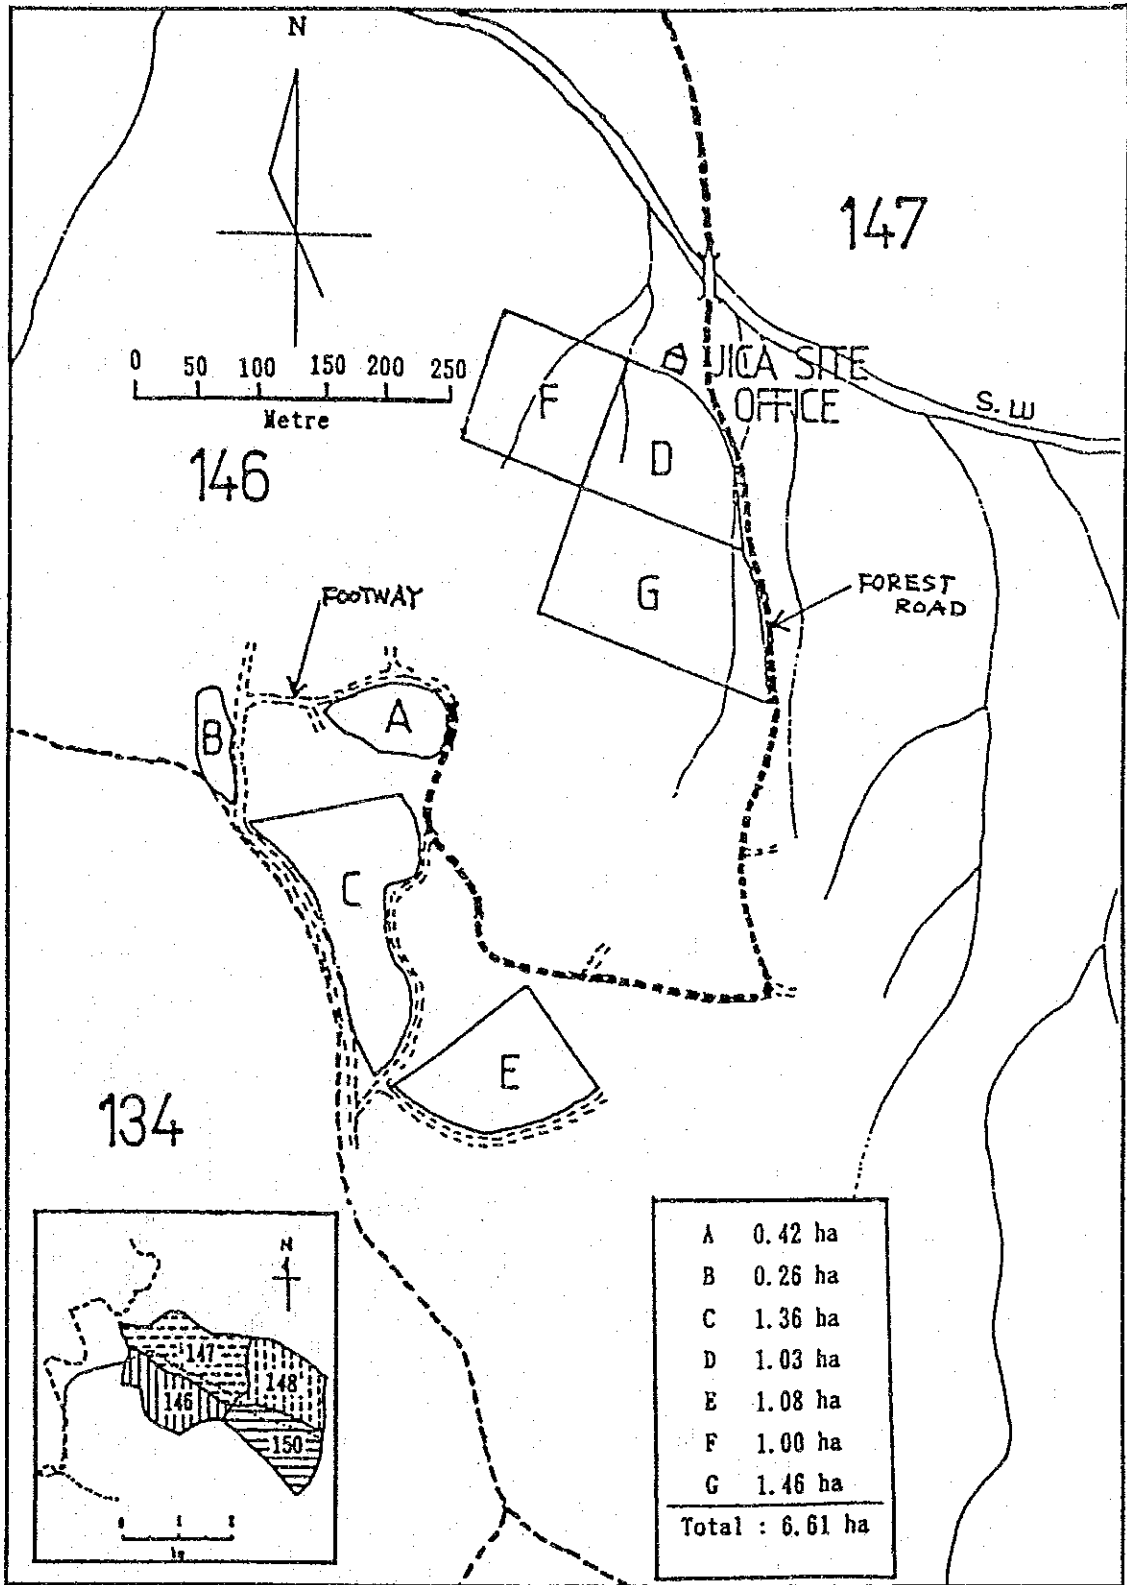 N
147
0 50 100 150 200 250
Metre
JICA SITE
OFFICE
F
S. W
D
146
G
FOOTWAY
FOREST
ROAD
A
B
C
E
134
N
147
148
146
150
A 0.42 ha
B 0.26 ha
C 1.36 ha
D 1.03 ha
E 1.08 ha
F 1.00 ha
G 1.46 ha
Total : 6.61 ha